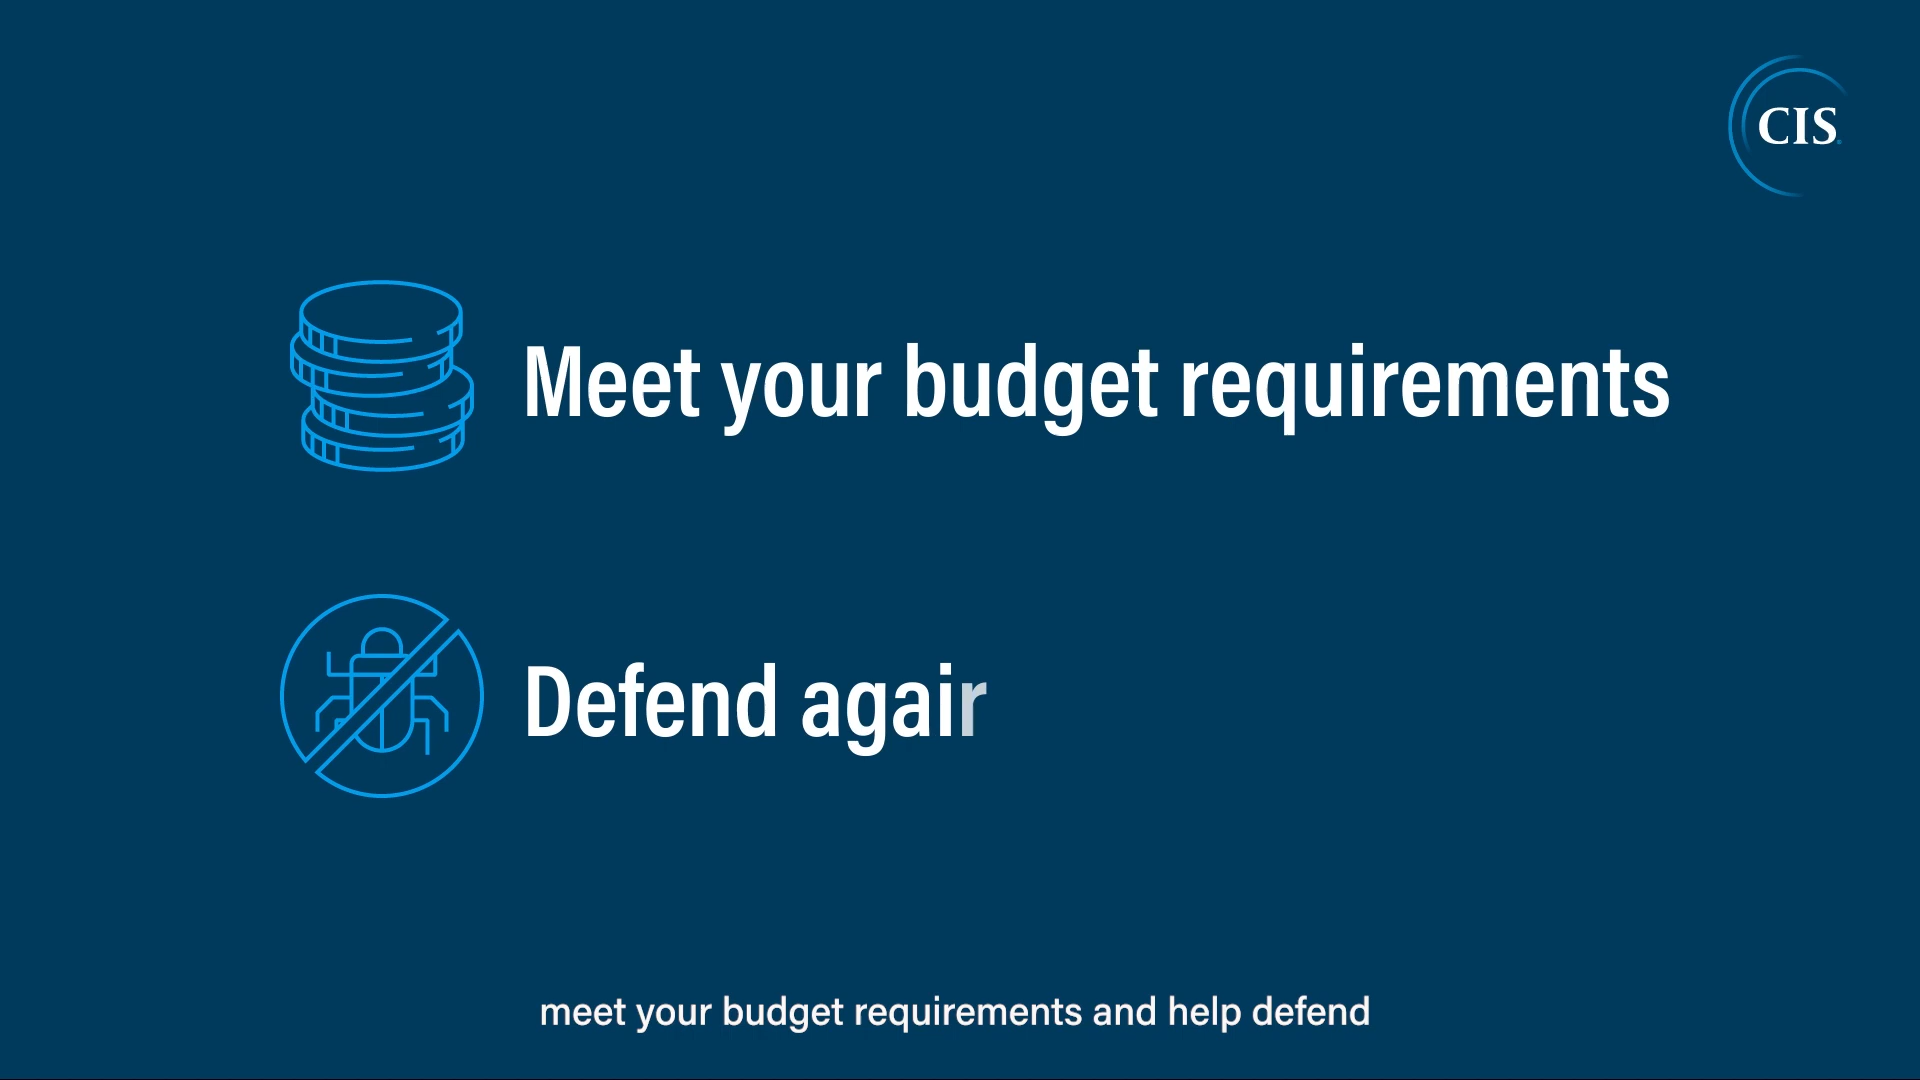 CIS.
Meet your budget requirements
Defend agair
meet your budget requirements and help defend